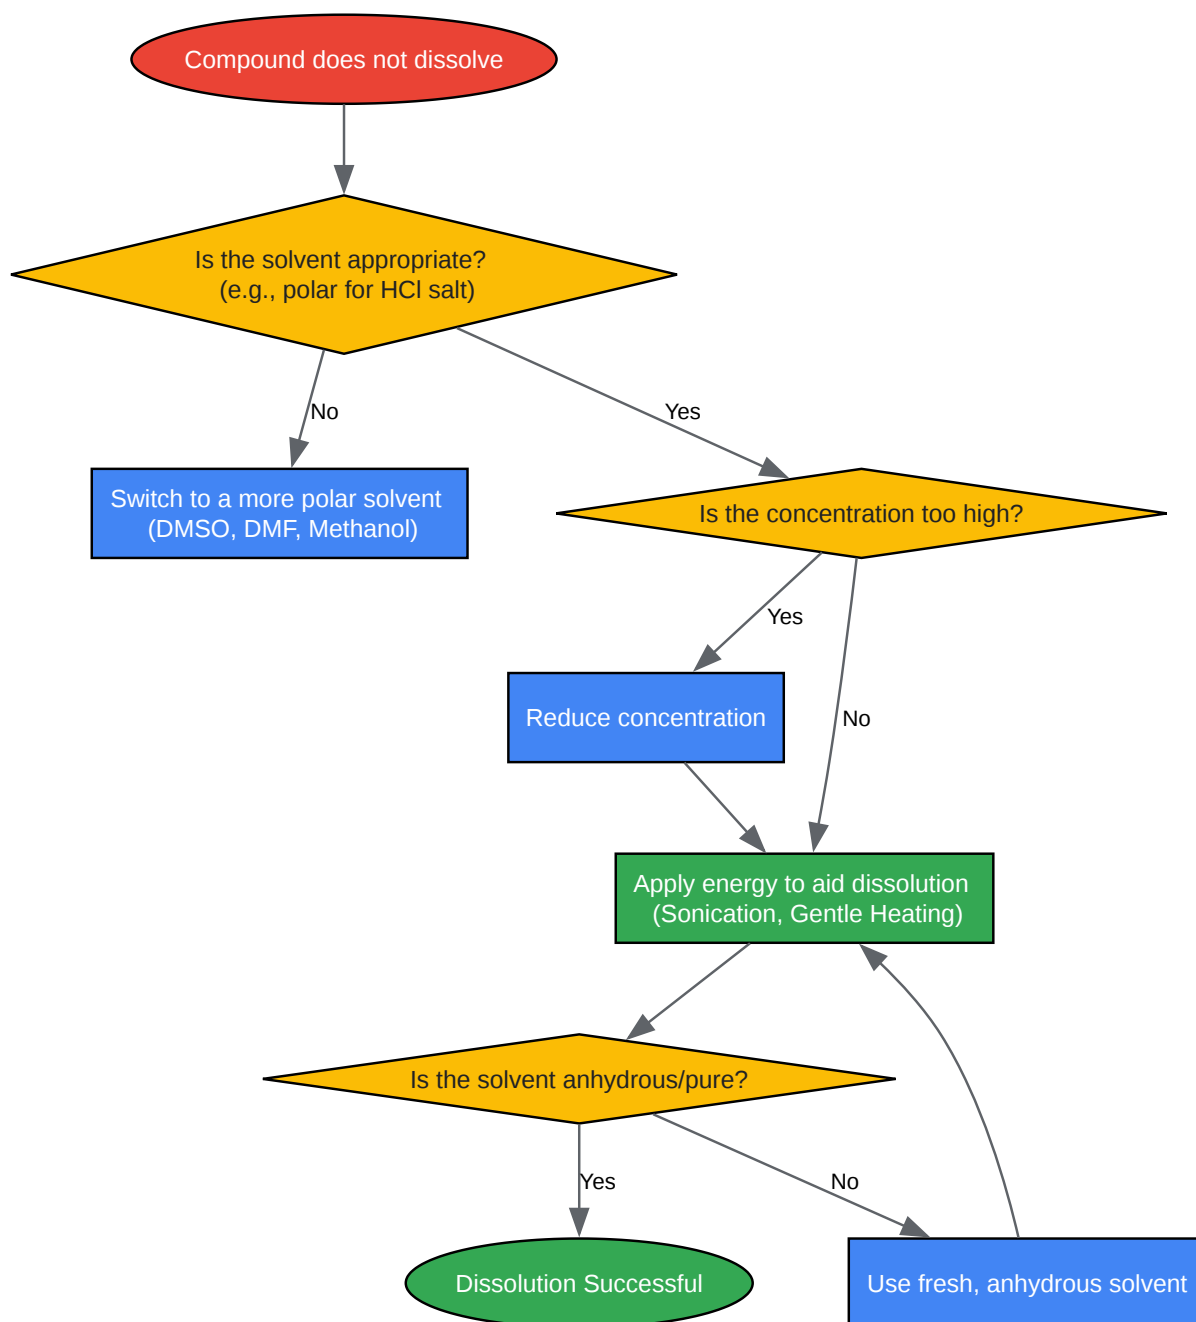 Compound does not dissolve
Is the solvent appropriate?
(e.g., polar for HCl salt)
No
Yes
Switch to a more polar solvent
(DMSO, DMF, Methanol)
Is the concentration too high?
Yes
Reduce concentration
No
Apply energy to aid dissolution
(Sonication, Gentle Heating)
Is the solvent anhydrous/pure?
Yes
No
Dissolution Successful
Use fresh, anhydrous solvent